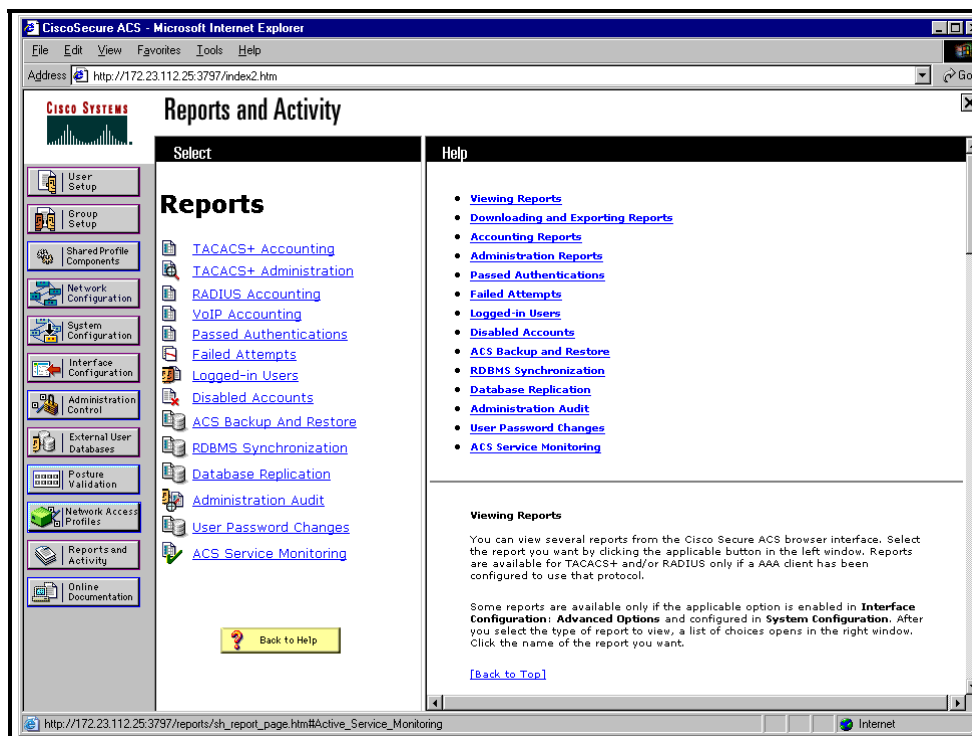 CiscoSecure ACS - Microsoft Internet Explorer
File Edit View Favorites Tools Help
Address http://172.23.112.25:3797/index2.htm Go
CISCO SYSTEMS
Reports and Activity
User
Setup
Group
Setup
Shared Profile
Components
Network
Configuration
System
Configuration
Interface
Configuration
Administration
Control
External User
Databases
Posture
Validation
Network Access
Profiles
Reports and
Activity
Online
Documentation
Select
Reports
TACACS+ Accounting
TACACS+ Administration
RADIUS Accounting
VoIP Accounting
Passed Authentications
Failed Attempts
Logged-in Users
Disabled Accounts
ACS Backup And Restore
RDBMS Synchronization
Database Replication
Administration Audit
User Password Changes
ACS Service Monitoring
Back to Help
Help
Viewing Reports
Downloading and Exporting Reports
Accounting Reports
Administration Reports
Passed Authentications
Failed Attempts
Logged-in Users
Disabled Accounts
ACS Backup and Restore
RDBMS Synchronization
Database Replication
Administration Audit
User Password Changes
ACS Service Monitoring
Viewing Reports
You can view several reports from the Cisco Secure ACS browser interface. Select
the report you want by clicking the applicable button in the left window. Reports
are available for TACACS+ and/or RADIUS only if a AAA client has been
configured to use that protocol.
Some reports are available only if the applicable option is enabled in Interface
Configuration: Advanced Options and configured in System Configuration. After
you select the type of report to view, a list of choices opens in the right window.
Click the name of the report you want.
[Back to Top]
http://172.23.112.25:3797/reports/sh_report_page.htm#Active_Service_Monitoring Internet